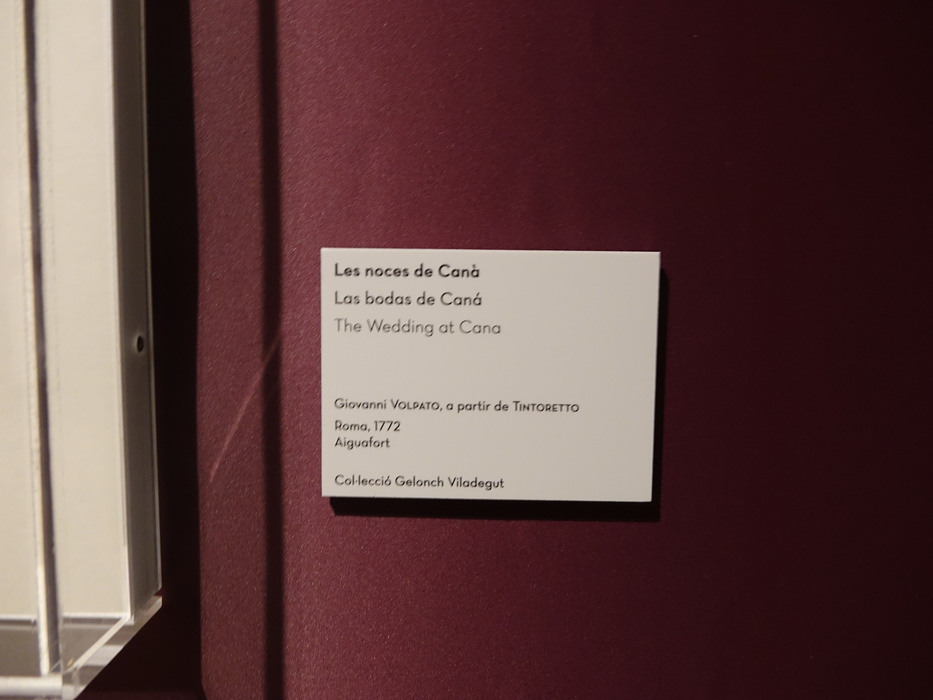 Les noces de Canà
Las bodas de Caná
The Wedding at Cana
Giovanni VOLPATO, a partir de TINTORETTO
Roma, 1772
Aiguafort
Col·lecció Gelonch Viladegut